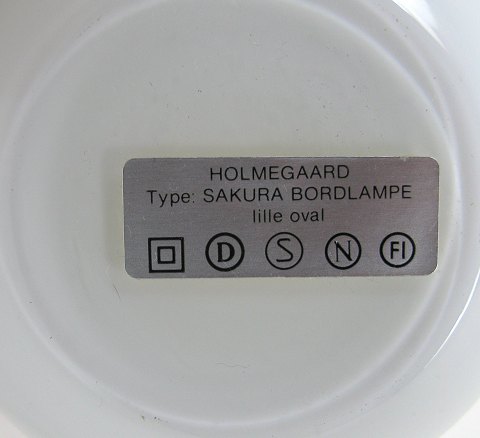 HOLMEGAARD
Type: SAKURA BORDLAMPE
lille oval
D S N FI